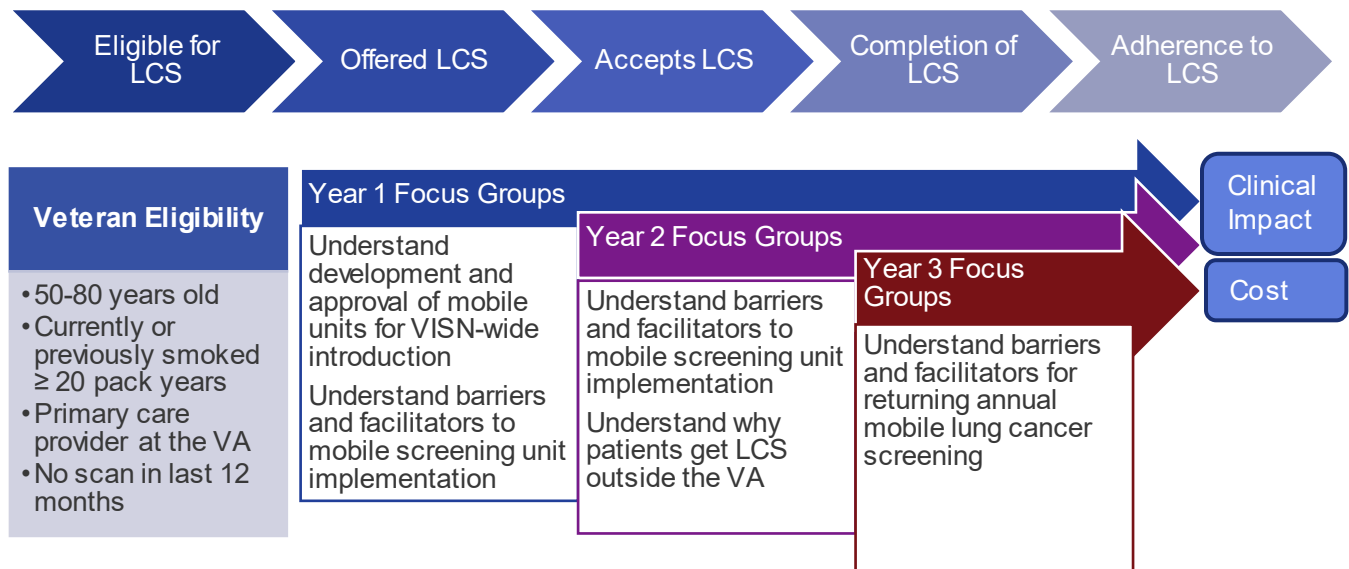 Eligible for
LCS
Offered LCS
Accepts LCS
Completion of
LCS
Adherence to
LCS
Veteran Eligibility
•50-80 years old
•Currently or
previously smoked
≥ 20 pack years
•Primary care
provider at the VA
•No scan in last 12
months
Year 1 Focus Groups
Understand
development and
approval of mobile
units for VISN-wide
introduction
Understand barriers
and facilitators to
mobile screening unit
implementation
Year 2 Focus Groups
Understand barriers
and facilitators to
mobile screening unit
implementation
Understand why
patients get LCS
outside the VA
Year 3 Focus
Groups
Understand barriers
and facilitators for
returning annual
mobile lung cancer
screening
Clinical
Impact
Cost